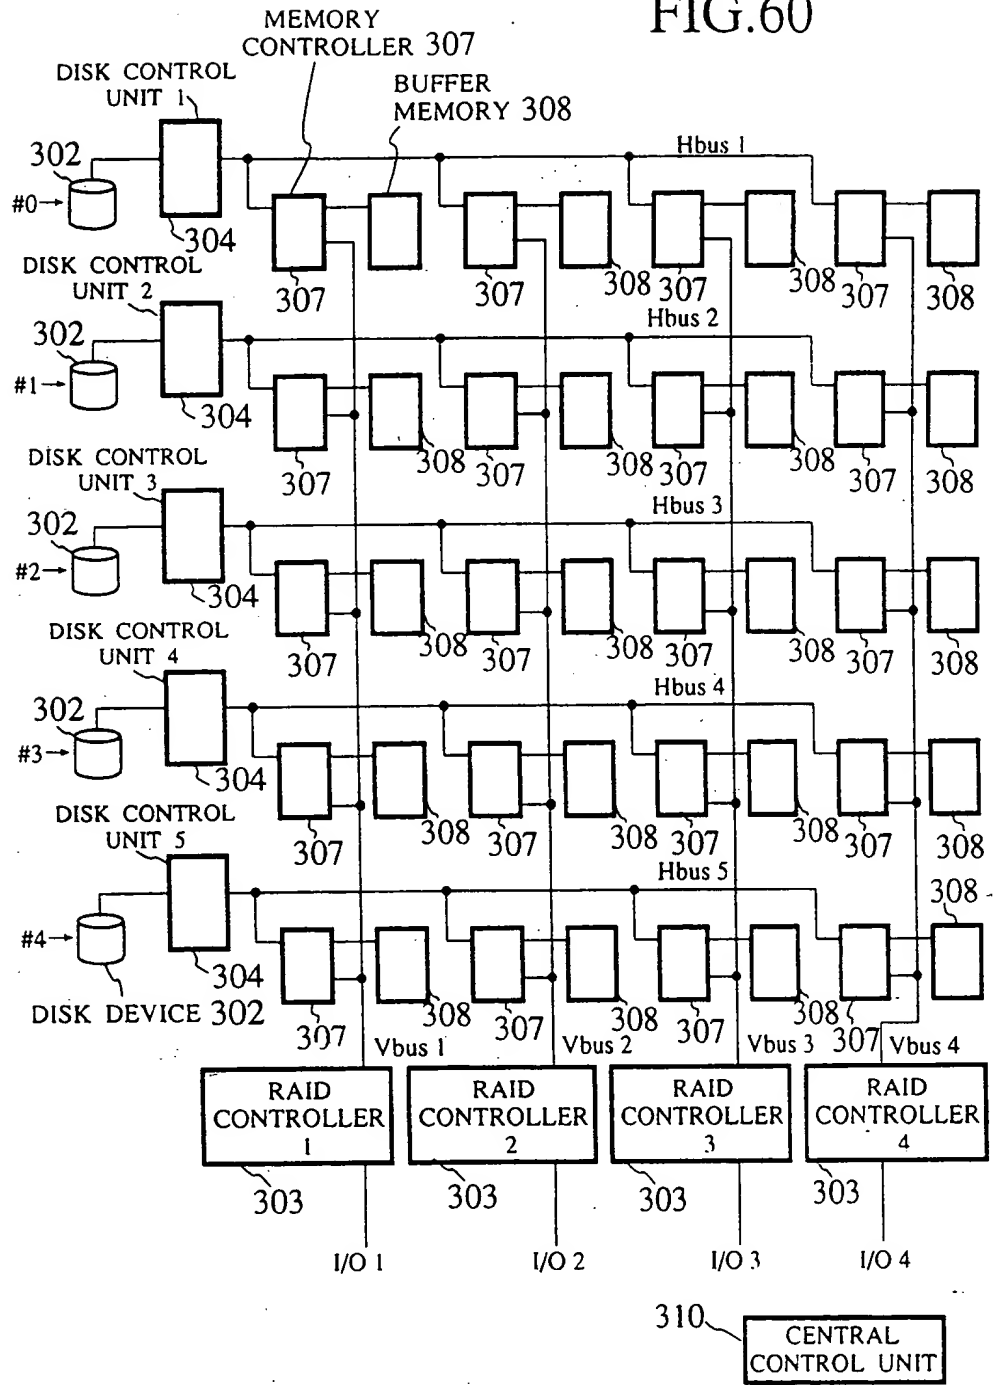 FIG.60
MEMORY
CONTROLLER 307
DISK CONTROL
UNIT 1
BUFFER
MEMORY 308
302
Hbus 1
#0
304
307
307
308
307
308
307
308
DISK CONTROL
UNIT 2
302
Hbus 2
#1
304
307
308
307
308
307
308
307
308
DISK CONTROL
UNIT 3
302
Hbus 3
#2
304
307
308
307
308
307
308
307
308
DISK CONTROL
UNIT 4
302
Hbus 4
#3
304
307
308
307
308
307
308
307
308
DISK CONTROL
UNIT 5
Hbus 5
308
#4
304
DISK DEVICE 302
307
308
307
308
307
308
307
Vbus 1
Vbus 2
Vbus 3
Vbus 4
RAID
CONTROLLER
1
RAID
CONTROLLER
2
RAID
CONTROLLER
3
RAID
CONTROLLER
4
303
303
303
303
I/O 1
I/O 2
I/O 3
I/O 4
310
CENTRAL
CONTROL UNIT